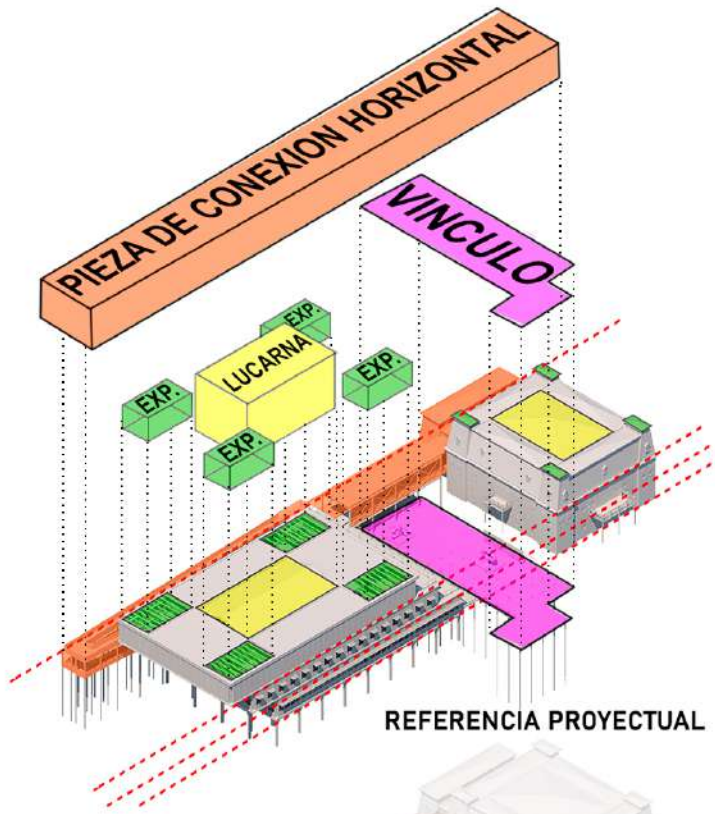 PIEZA DE CONEXION HORIZONTAL
VINCULO
EXP.
LUCARNA
EXP.
EXP.
EXP.
REFERENCIA PROYECTUAL